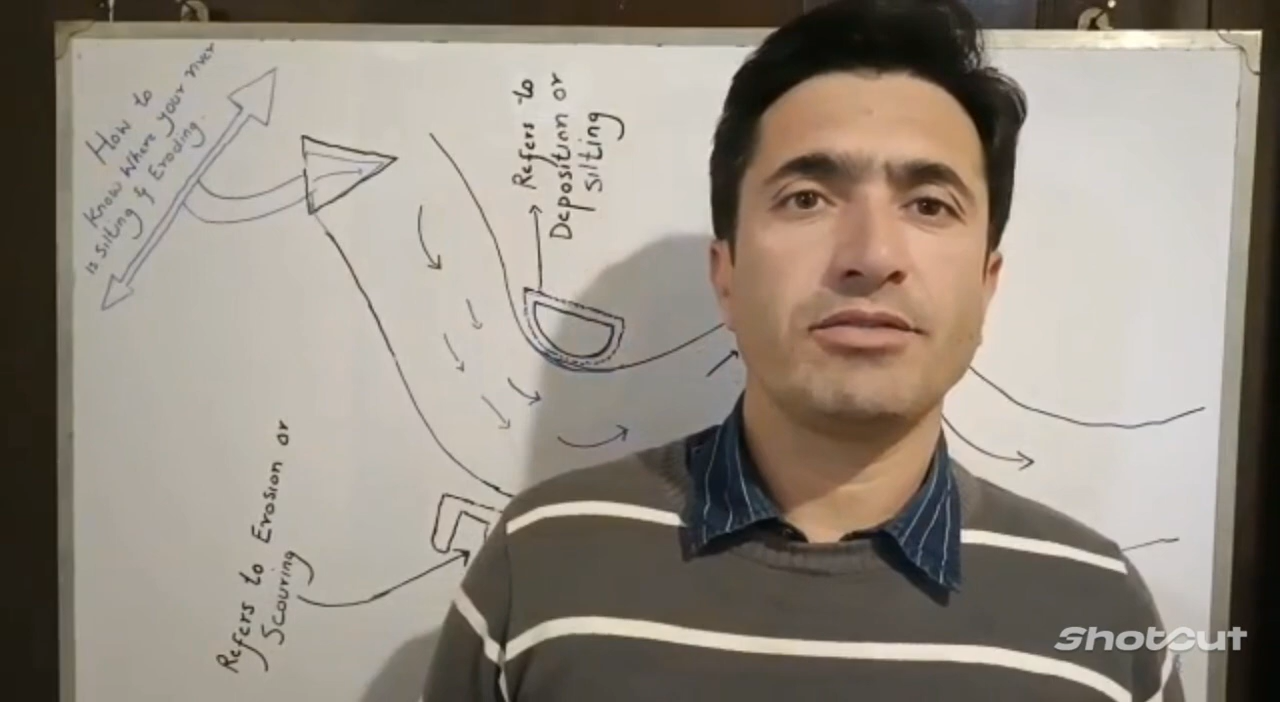 How to
Know where your river
is silting & Eroding.
Refers to
Deposition or
silting
Refers to Erosion or
Scouring
Shotcut